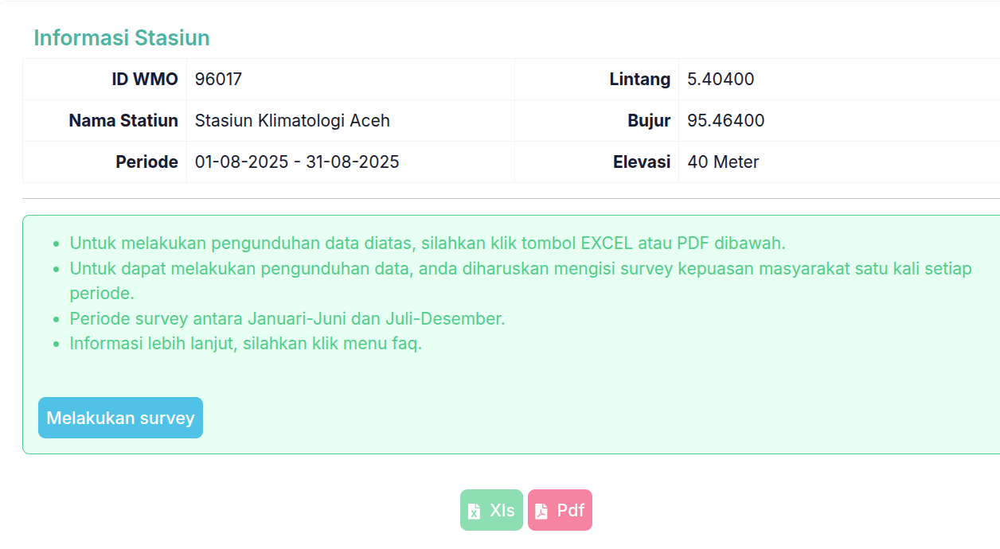 Informasi Stasiun
ID WMO 96017 Lintang 5.40400
Nama Statiun Stasiun Klimatologi Aceh Bujur 95.46400
Periode 01-08-2025 - 31-08-2025 Elevasi 40 Meter
• Untuk melakukan pengunduhan data diatas, silahkan klik tombol EXCEL atau PDF dibawah.
• Untuk dapat melakukan pengunduhan data, anda diharuskan mengisi survey kepuasan masyarakat satu kali setiap
periode.
• Periode survey antara Januari-Juni dan Juli-Desember.
• Informasi lebih lanjut, silahkan klik menu faq.
Melakukan survey
Xls Pdf